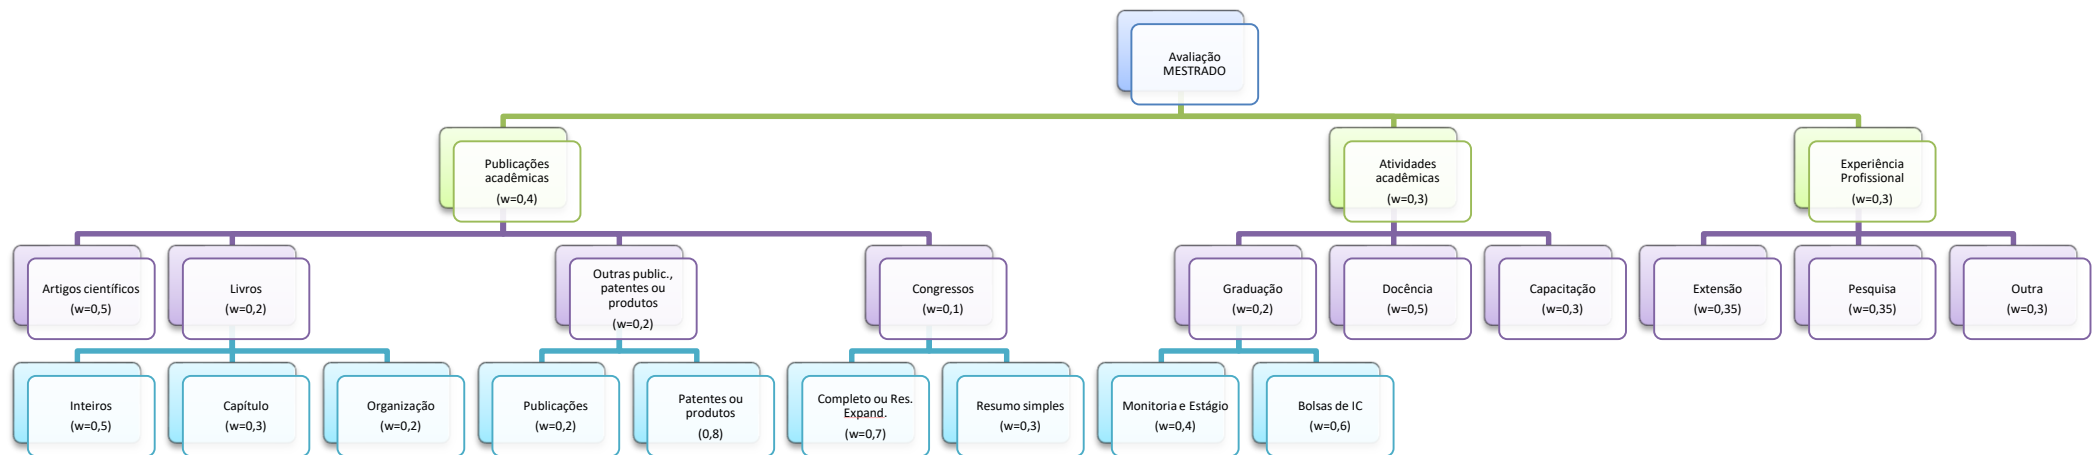 Avaliação
MESTRADO
Publicações
acadêmicas
(w=0,4)
Atividades
acadêmicas
(w=0,3)
Experiência
Profissional
(w=0,3)
Artigos científicos
(w=0,5)
Livros
(w=0,2)
Outras public.,
patentes ou
produtos
(w=0,2)
Congressos
(w=0,1)
Graduação
(w=0,2)
Docência
(w=0,5)
Capacitação
(w=0,3)
Extensão
(w=0,35)
Pesquisa
(w=0,35)
Outra
(w=0,3)
Inteiros
(w=0,5)
Capítulo
(w=0,3)
Organização
(w=0,2)
Publicações
(w=0,2)
Patentes ou
produtos
(0,8)
Completo ou Res.
Expand.
(w=0,7)
Resumo simples
(w=0,3)
Monitoria e Estágio
(w=0,4)
Bolsas de IC
(w=0,6)